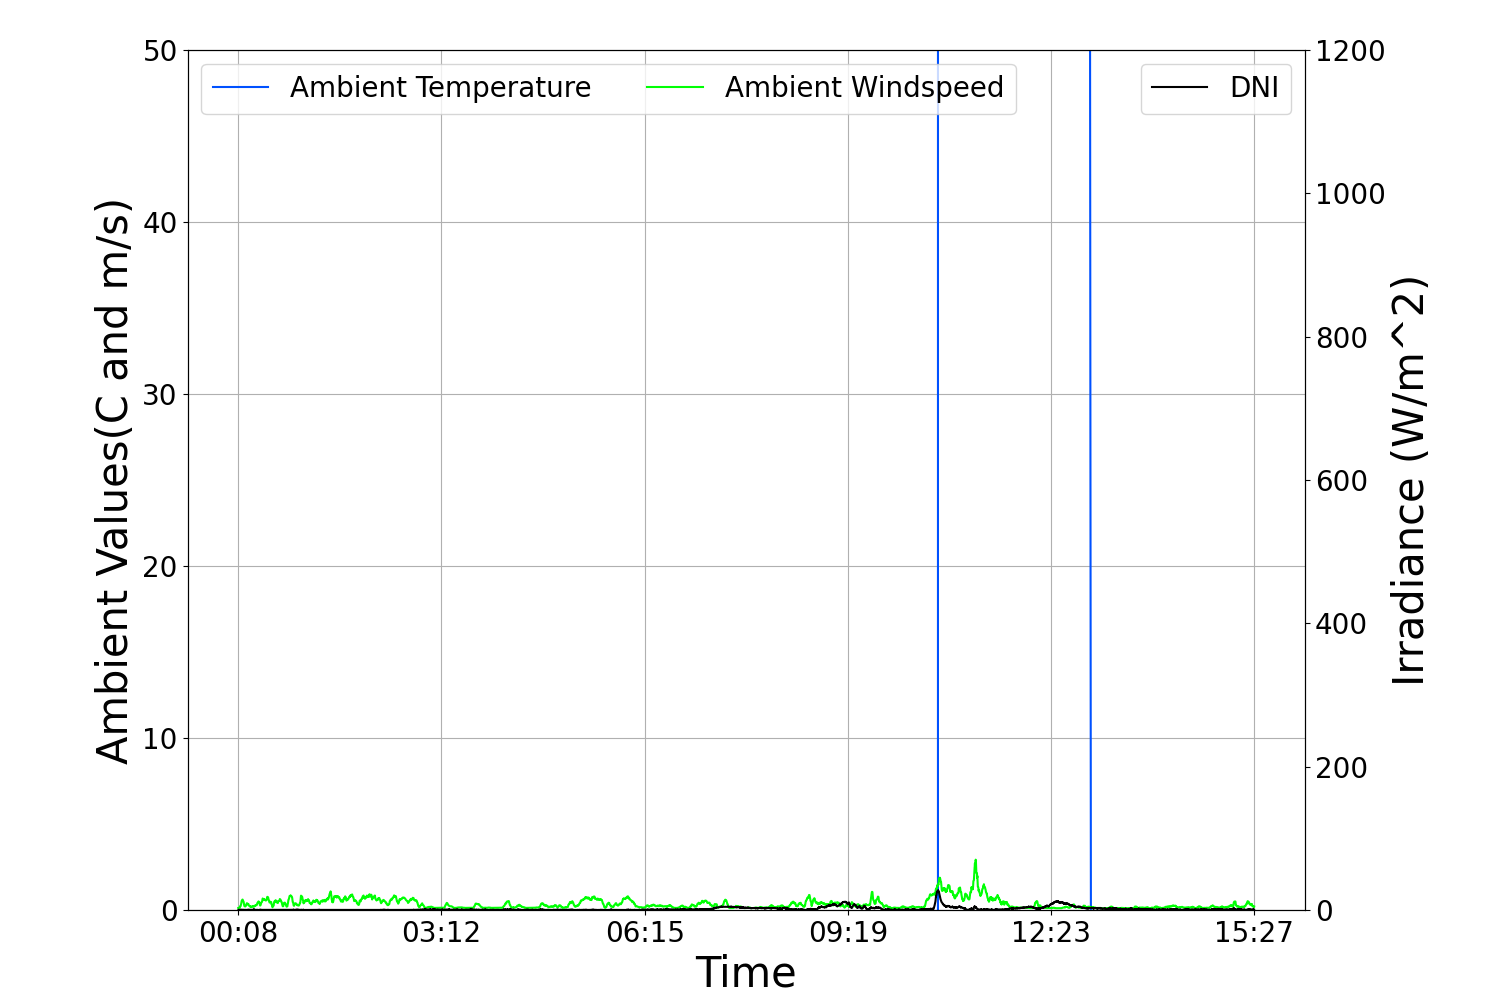 Ambient Temperature Ambient Windspeed DNI
50
40
30
20
10
0
Ambient Values(C and m/s)
1200
1000
800
600
400
200
0
Irradiance (W/m^2)
00:08 03:12 06:15 09:19 12:23 15:27
Time